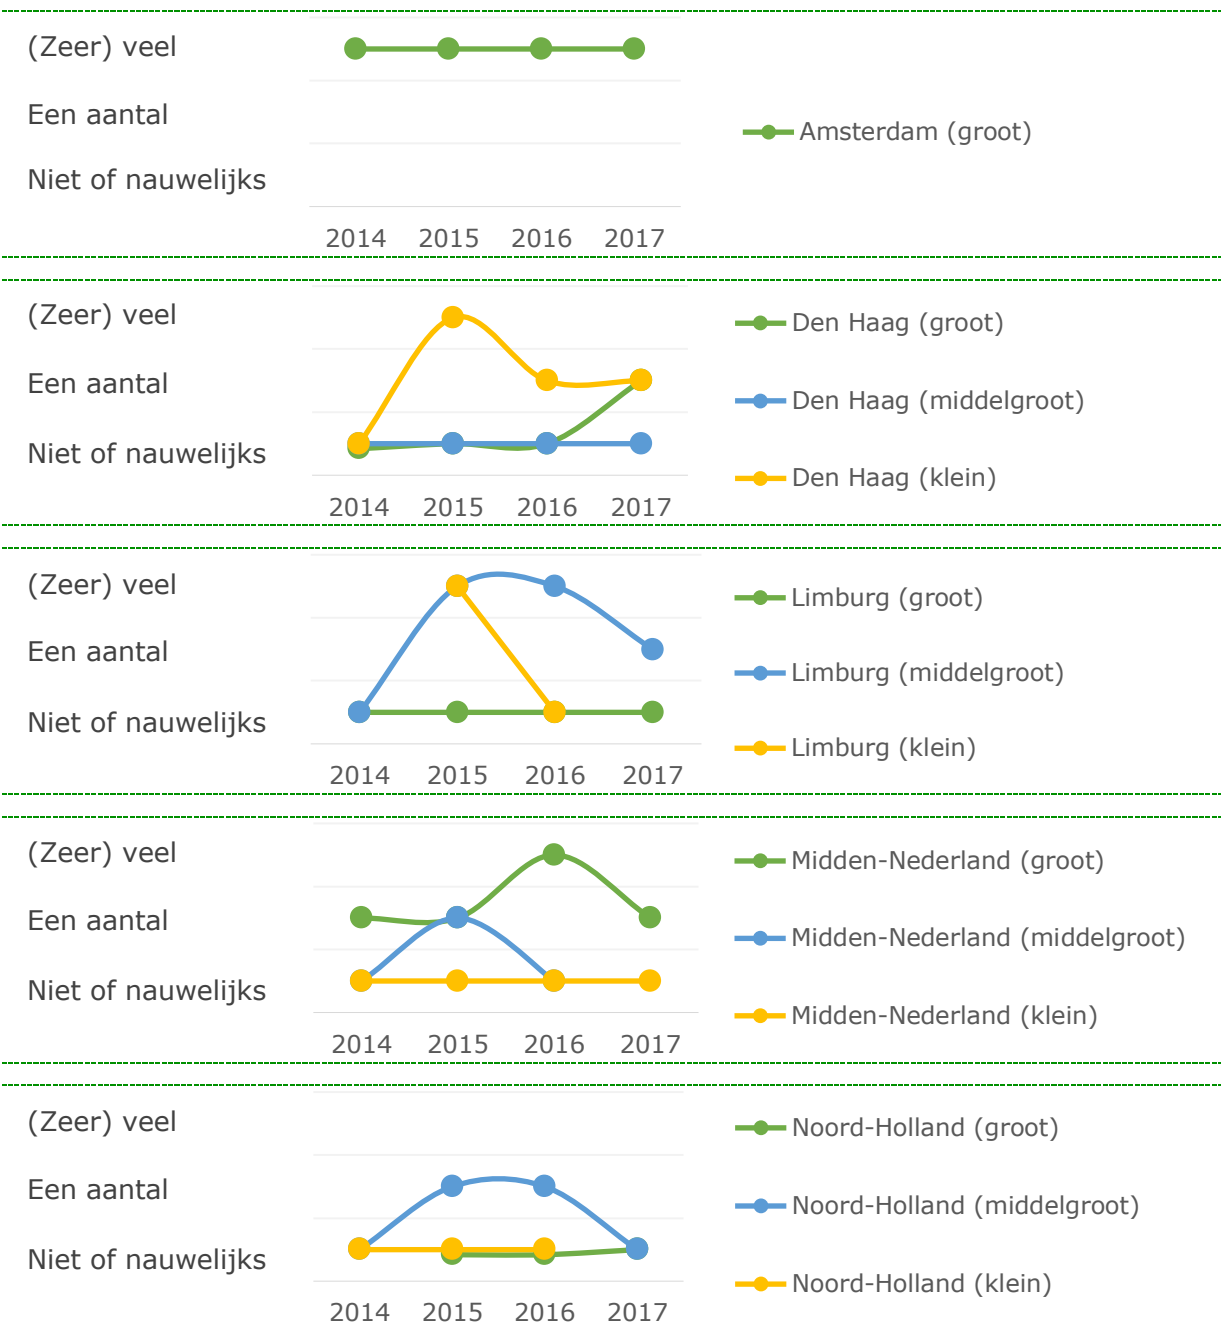 (Zeer) veel
Een aantal
Niet of nauwelijks
2014 2015 2016 2017
Amsterdam (groot)
(Zeer) veel
Een aantal
Niet of nauwelijks
2014 2015 2016 2017
Den Haag (groot)
Den Haag (middelgroot)
Den Haag (klein)
(Zeer) veel
Een aantal
Niet of nauwelijks
2014 2015 2016 2017
Limburg (groot)
Limburg (middelgroot)
Limburg (klein)
(Zeer) veel
Een aantal
Niet of nauwelijks
2014 2015 2016 2017
Midden-Nederland (groot)
Midden-Nederland (middelgroot)
Midden-Nederland (klein)
(Zeer) veel
Een aantal
Niet of nauwelijks
2014 2015 2016 2017
Noord-Holland (groot)
Noord-Holland (middelgroot)
Noord-Holland (klein)